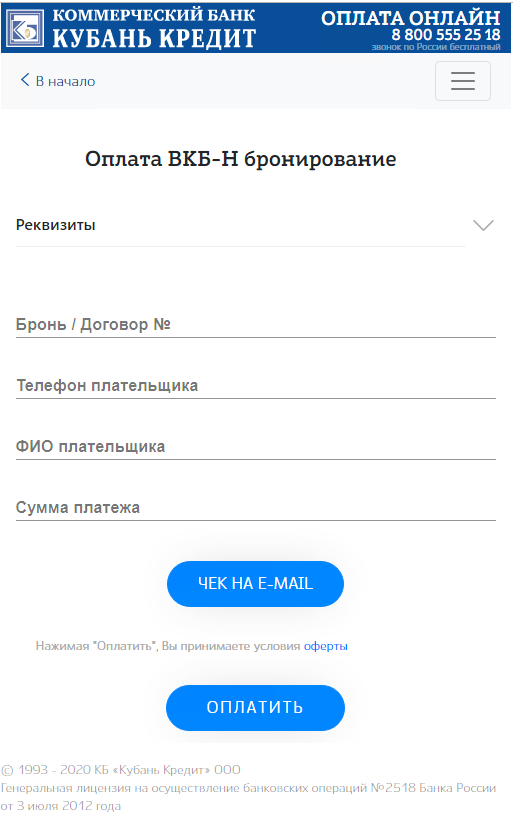 КОММЕРЧЕСКИЙ БАНК
КУБАНЬ КРЕДИТ
ОПЛАТА ОНЛАЙН
8 800 555 25 18
звонок по России бесплатный
В начало
Оплата ВКБ-Н бронирование
Реквизиты
Бронь / Договор №
Телефон плательщика
ФИО плательщика
Сумма платежа
ЧЕК НА E-MAIL
Нажимая "Оплатить", Вы принимаете условия оферты
ОПЛАТИТЬ
© 1993 - 2020 КБ «Кубань Кредит» ООО
Генеральная лицензия на осуществление банковских операций №2518 Банка России
от 3 июля 2012 года